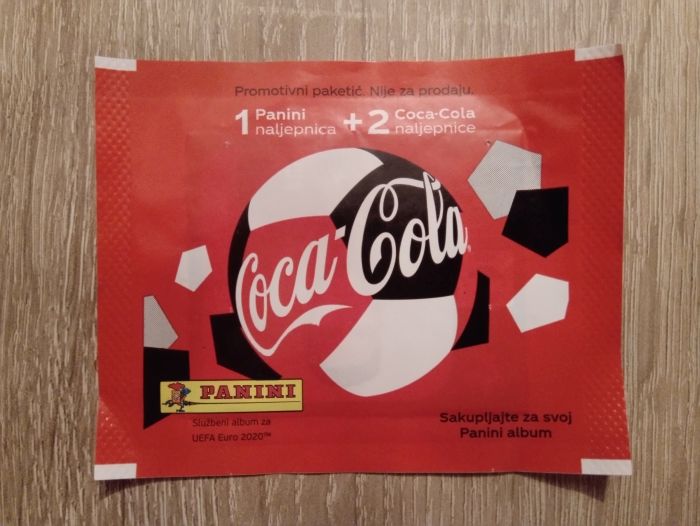 Promotivni paketić. Nije za prodaju.
1 Panini naljepnica + 2 Coca-Cola naljepnice
Coca-Cola
PANINI
Službeni album za
UEFA Euro 2020™
Sakupljajte za svoj
Panini album